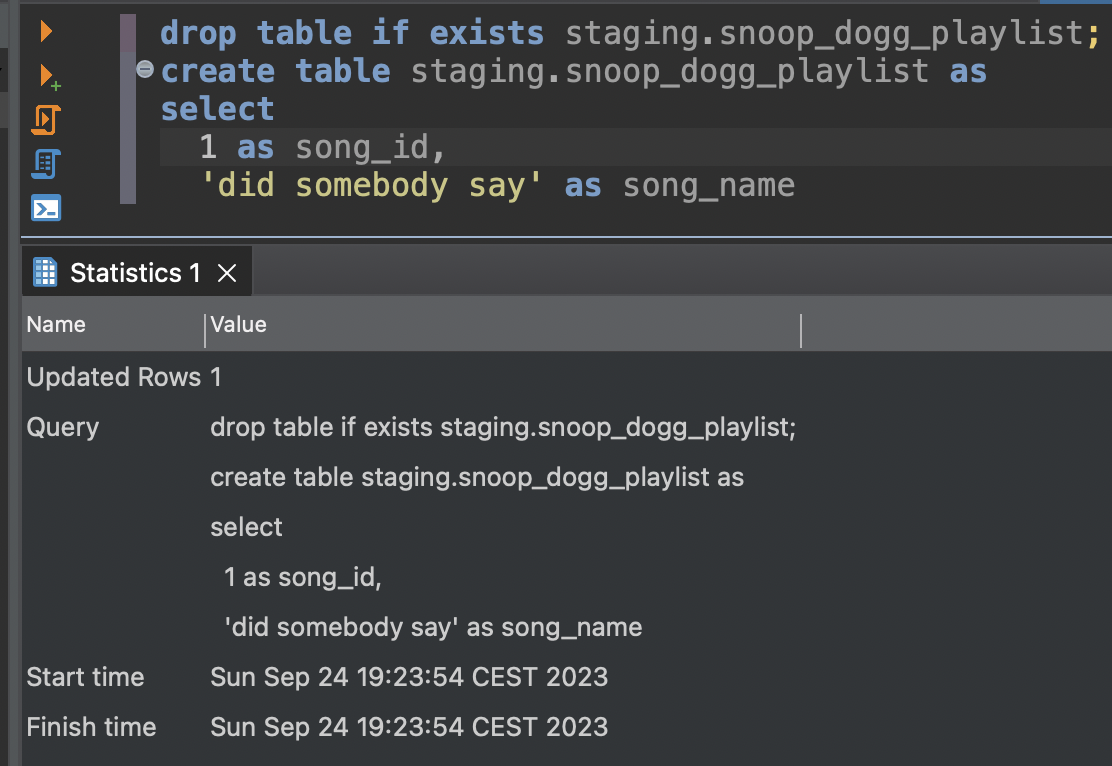 drop table if exists staging.snoop_dogg_playlist;
create table staging.snoop_dogg_playlist as
select
  1 as song_id,
  'did somebody say' as song_name
Statistics 1
Name Value
Updated Rows 1
Query drop table if exists staging.snoop_dogg_playlist;
create table staging.snoop_dogg_playlist as
select
  1 as song_id,
  'did somebody say' as song_name
Start time Sun Sep 24 19:23:54 CEST 2023
Finish time Sun Sep 24 19:23:54 CEST 2023